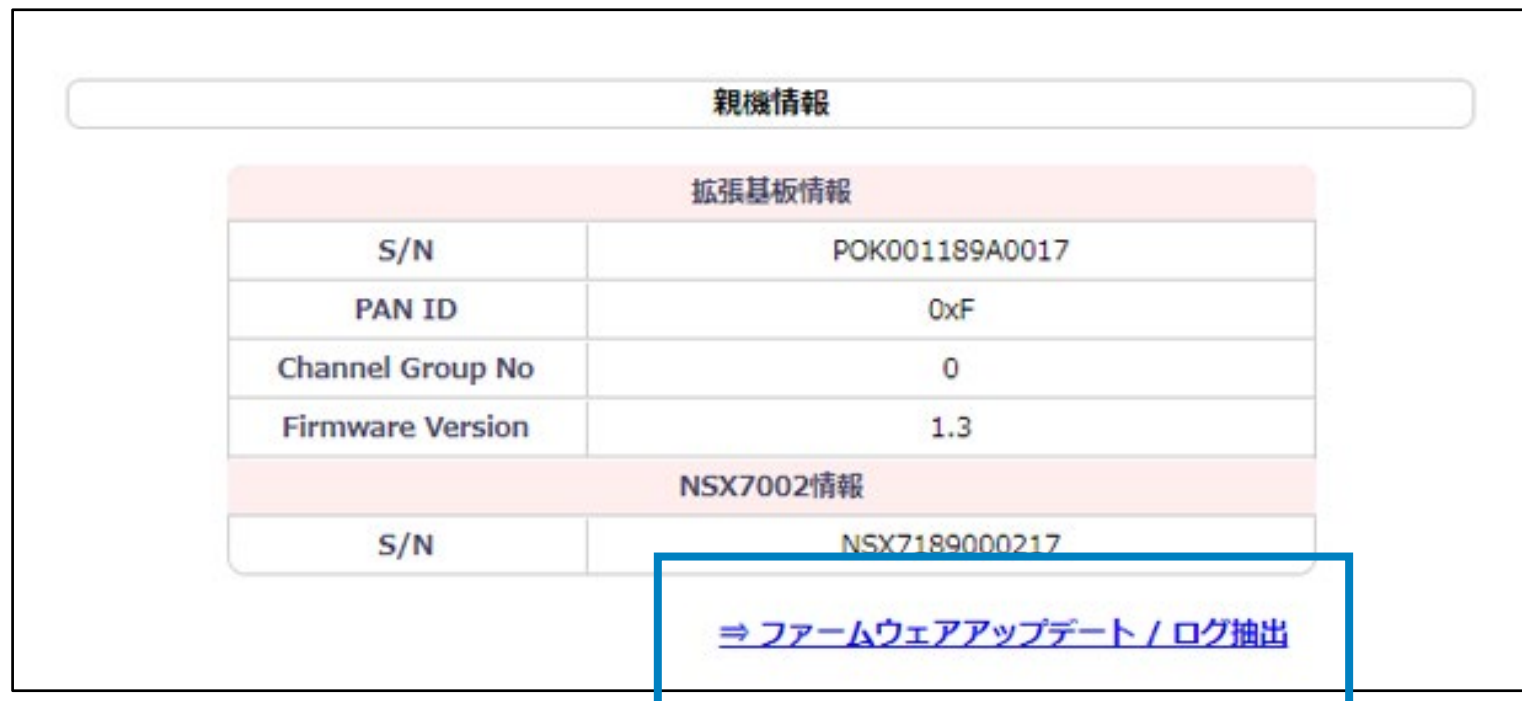 親機情報
拡張基板情報
S/N POK001189A0017
PAN ID 0xF
Channel Group No 0
Firmware Version 1.3
NSX7002情報
S/N NSX7189000217
⇒ ファームウェアアップデート / ログ抽出